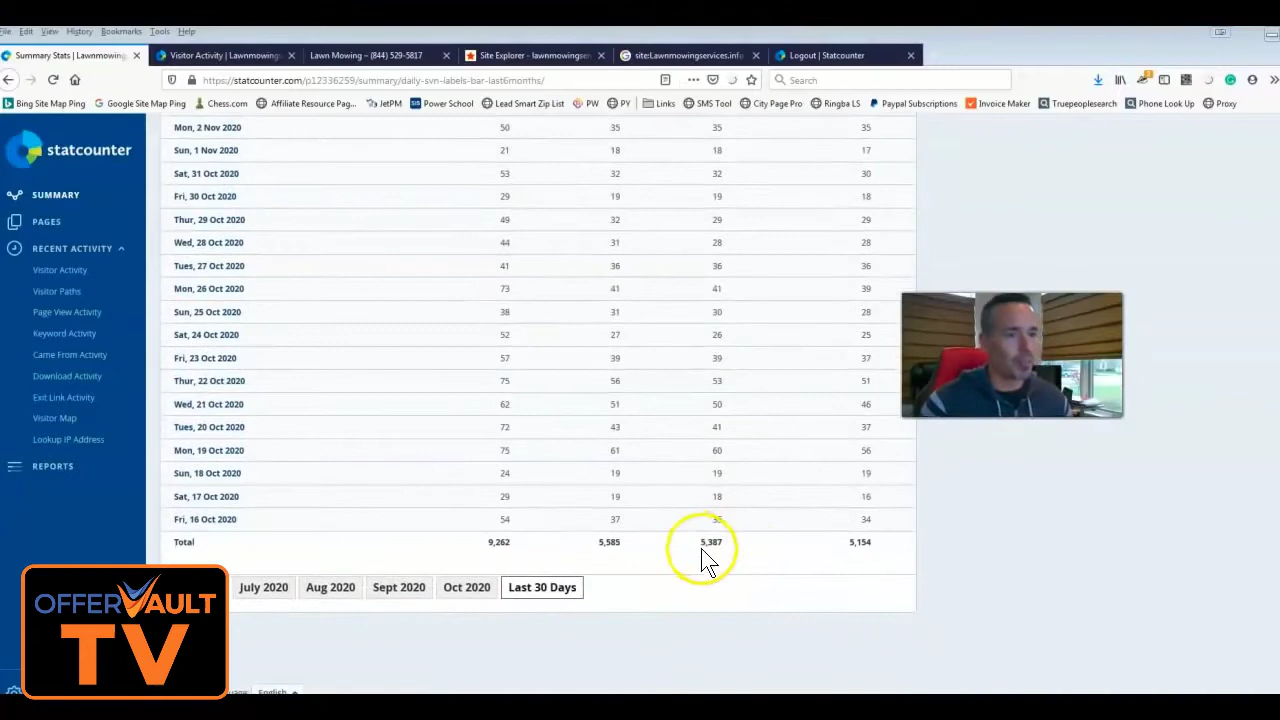 File Edit View History Bookmarks Tools Help
Summary Stats | Lawnmowing. × Visitor Activity | Lawnmowing × Lawn Mowing – (844) 529-5817 × Site Explorer - lawnmowingser × site:Lawnmowingservices.info × Logout | Statcounter ×
https://statcounter.com/p12336259/summary/daily-svn-labels-bar-last6months/ Search
Bing Site Map Ping Google Site Map Ping Chess.com Affiliate Resource Pag... JetPM Power School Lead Smart Zip List PW PY Links SMS Tool City Page Pro Ringba LS Paypal Subscriptions Invoice Maker Truepeoplesearch Phone Look Up Proxy
statcounter
SUMMARY
PAGES
RECENT ACTIVITY
Visitor Activity
Visitor Paths
Page View Activity
Keyword Activity
Came From Activity
Download Activity
Exit Link Activity
Visitor Map
Lookup IP Address
REPORTS
Mon, 2 Nov 2020 50 35 35 35
Sun, 1 Nov 2020 21 18 18 17
Sat, 31 Oct 2020 53 32 32 30
Fri, 30 Oct 2020 29 19 19 18
Thur, 29 Oct 2020 49 32 29 29
Wed, 28 Oct 2020 44 31 28 28
Tues, 27 Oct 2020 41 36 36 36
Mon, 26 Oct 2020 73 41 41 39
Sun, 25 Oct 2020 38 31 30 28
Sat, 24 Oct 2020 52 27 26 25
Fri, 23 Oct 2020 57 39 39 37
Thur, 22 Oct 2020 75 56 53 51
Wed, 21 Oct 2020 62 51 50 46
Tues, 20 Oct 2020 72 43 41 37
Mon, 19 Oct 2020 75 61 60 56
Sun, 18 Oct 2020 24 19 19 19
Sat, 17 Oct 2020 29 19 18 16
Fri, 16 Oct 2020 54 37 35 34
Total 9,262 5,585 5,387 5,154
July 2020 Aug 2020 Sept 2020 Oct 2020 Last 30 Days
OFFERVAULT
TV
English